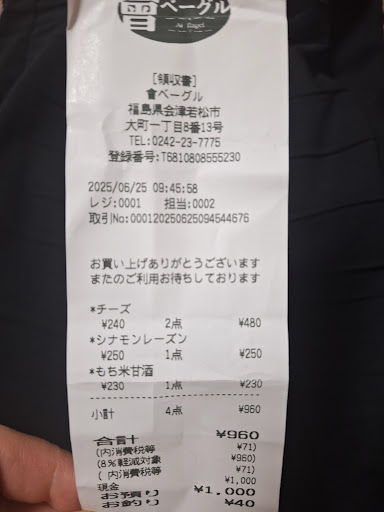 會ベーグル
Ai Bagel
[領収書]
會ベーグル
福島県会津若松市
大町一丁目8番13号
TEL:0242-23-7775
登録番号:T6810808555230
2025/06/25 09:45:58
レジ:0001 担当:0002
取引No:000120250625094544676
お買い上げありがとうございます
またのご利用お待ちしております
*チーズ
¥240 2点 ¥480
*シナモンレーズン
¥250 1点 ¥250
*もち米甘酒
¥230 1点 ¥230
小計 4点 ¥960
合計 ¥960
(内消費税等 ¥71)
(8%軽減対象 ¥960)
( 内消費税等 ¥71)
現金 ¥1,000
お預り ¥1,000
お釣り ¥40